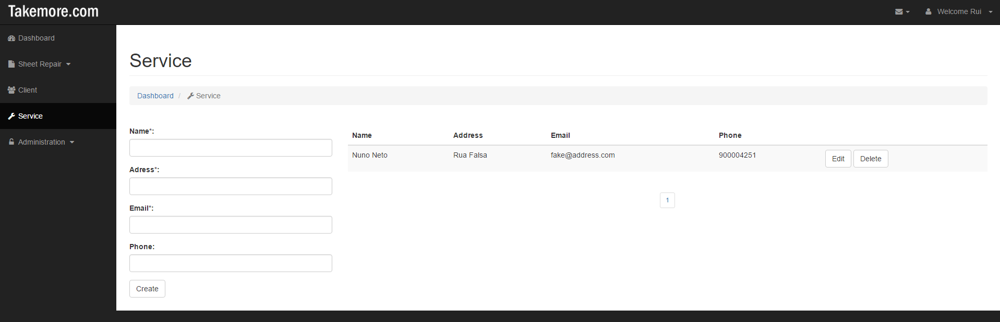 Takemore.com
Welcome Rui
Dashboard
Sheet Repair
Client
Service
Administration
Service
Dashboard / Service
Name*:
Adress*:
Email*:
Phone:
Create
Name Address Email Phone
Nuno Neto Rua Falsa fake@address.com 900004251 Edit Delete
1